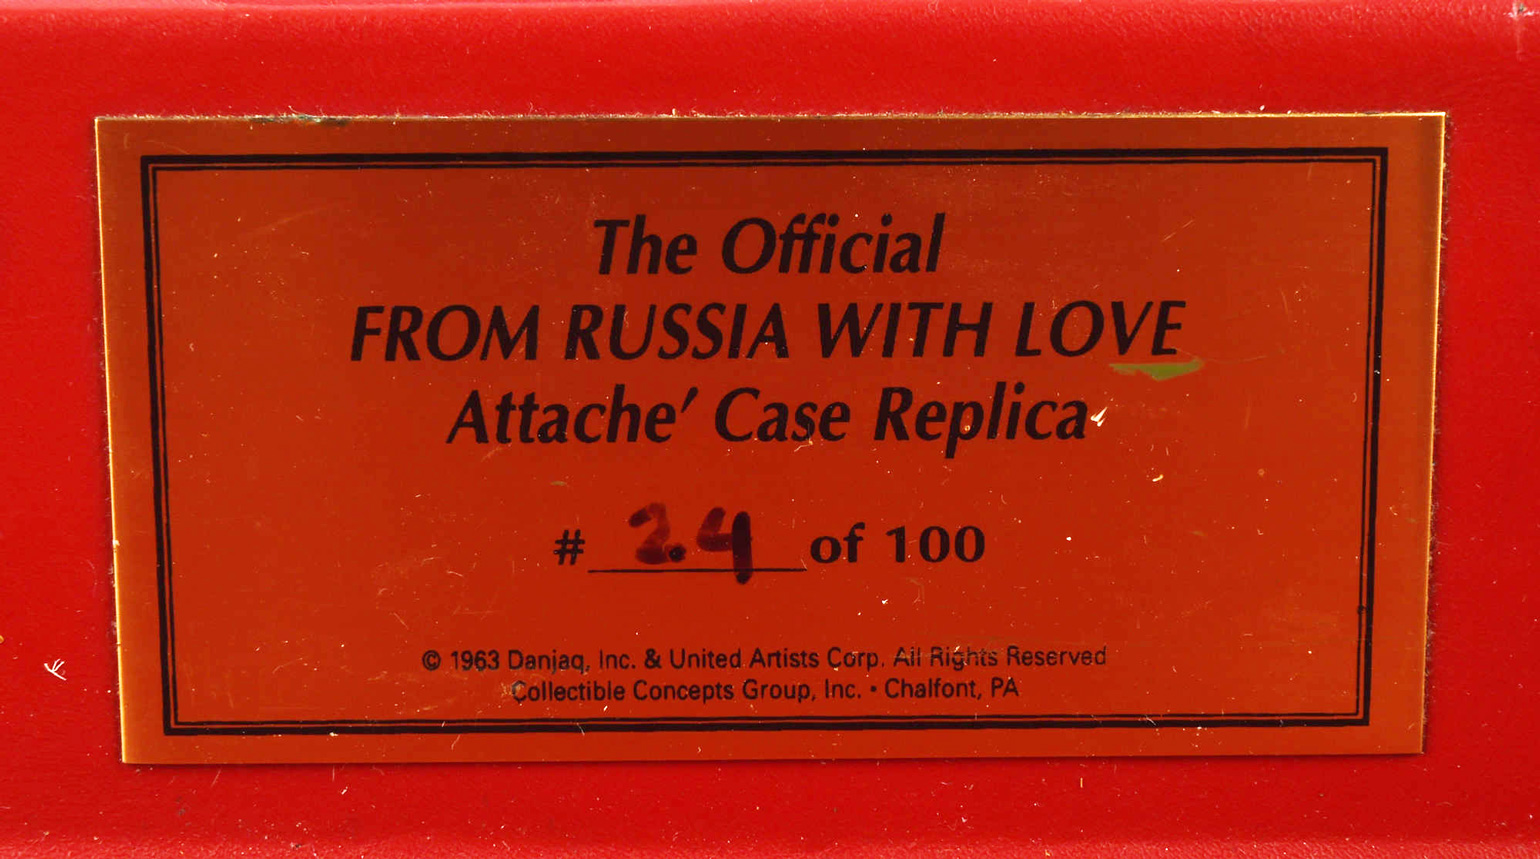 The Official
FROM RUSSIA WITH LOVE
Attache' Case Replica
# 24 of 100
© 1963 Danjaq, Inc. & United Artists Corp. All Rights Reserved
Collectible Concepts Group, Inc. • Chalfont, PA